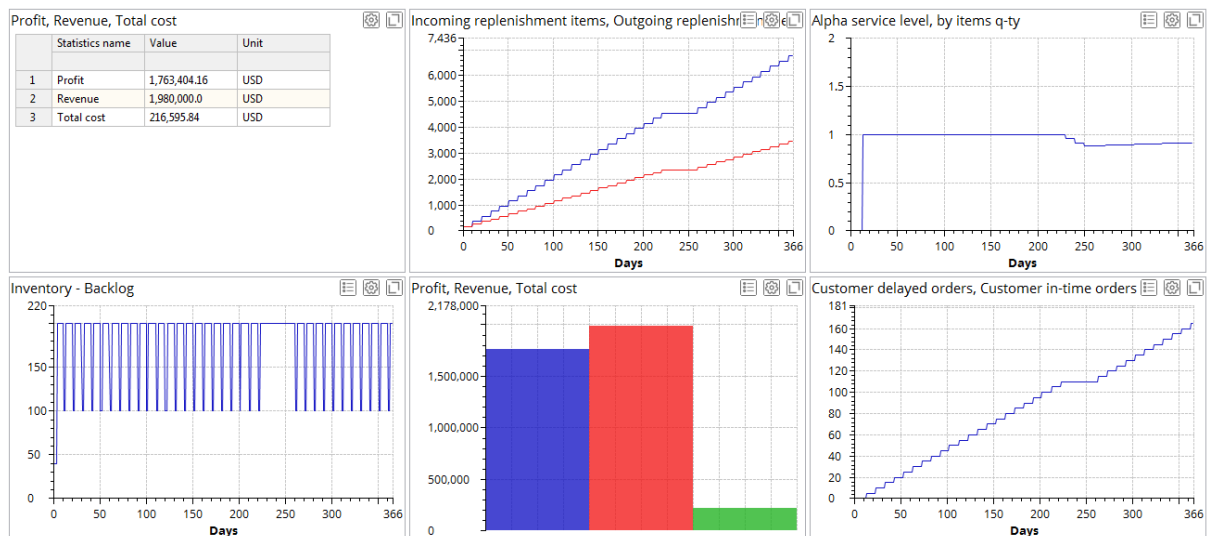 Profit, Revenue, Total cost
Statistics name Value Unit
1 Profit 1,763,404.16 USD
2 Revenue 1,980,000.0 USD
3 Total cost 216,595.84 USD
Incoming replenishment items, Outgoing replenishm
7,436
6,000
5,000
4,000
3,000
2,000
1,000
0
0 50 100 150 200 300 366
Days
Alpha service level, by items q-ty
2
1.5
1
0.5
0
0 50 100 150 200 250 300 366
Days
Inventory - Backlog
220
150
100
50
0
0 50 100 150 200 250 300 366
Days
Profit, Revenue, Total cost
2,178,000
1,500,000
1,000,000
500,000
0
Customer delayed orders, Customer in-time orders
181
160
140
120
100
80
60
40
20
0
0 50 100 150 200 250 300 366
Days